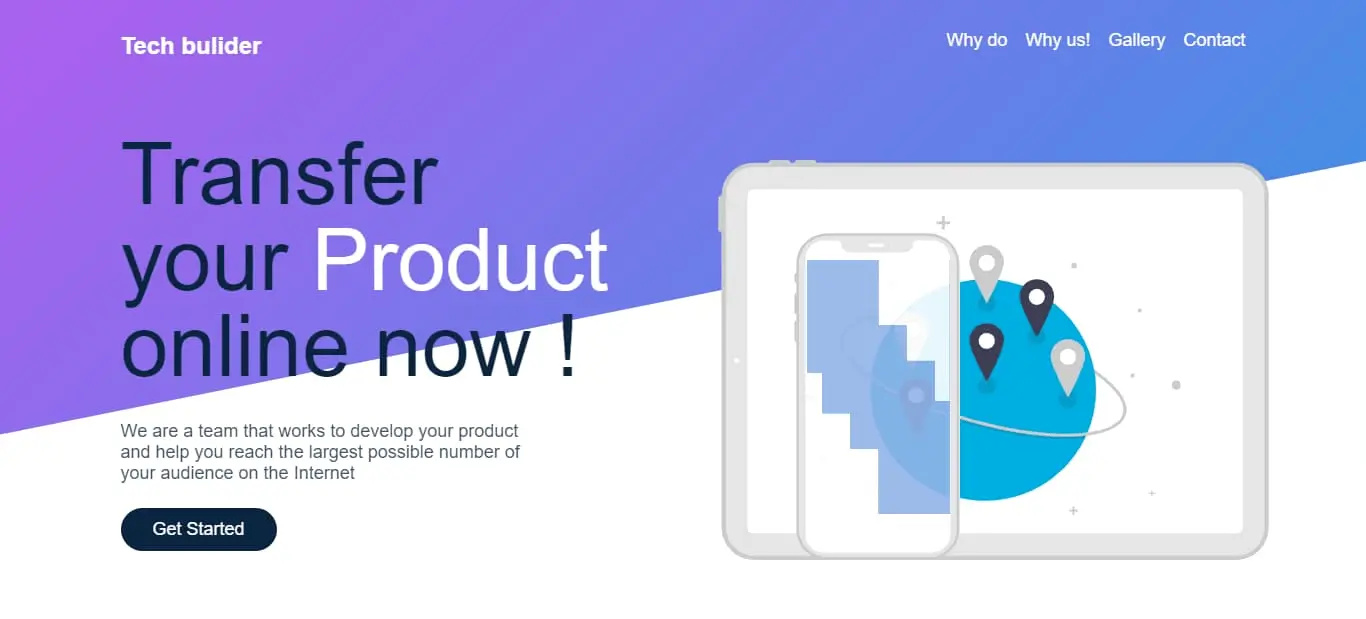 Tech bulider
Why do Why us! Gallery Contact
Transfer
your Product
online now !
We are a team that works to develop your product
and help you reach the largest possible number of
your audience on the Internet
Get Started